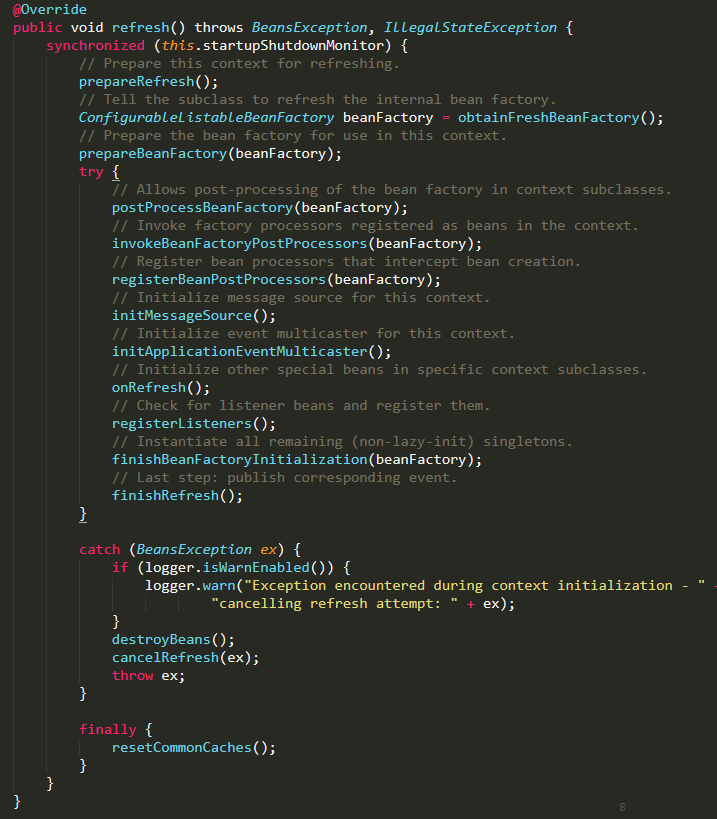 @Override
public void refresh() throws BeansException, IllegalStateException {
    synchronized (this.startupShutdownMonitor) {
        // Prepare this context for refreshing.
        prepareRefresh();
        // Tell the subclass to refresh the internal bean factory.
        ConfigurableListableBeanFactory beanFactory = obtainFreshBeanFactory();
        // Prepare the bean factory for use in this context.
        prepareBeanFactory(beanFactory);
        try {
            // Allows post-processing of the bean factory in context subclasses.
            postProcessBeanFactory(beanFactory);
            // Invoke factory processors registered as beans in the context.
            invokeBeanFactoryPostProcessors(beanFactory);
            // Register bean processors that intercept bean creation.
            registerBeanPostProcessors(beanFactory);
            // Initialize message source for this context.
            initMessageSource();
            // Initialize event multicaster for this context.
            initApplicationEventMulticaster();
            // Initialize other special beans in specific context subclasses.
            onRefresh();
            // Check for listener beans and register them.
            registerListeners();
            // Instantiate all remaining (non-lazy-init) singletons.
            finishBeanFactoryInitialization(beanFactory);
            // Last step: publish corresponding event.
            finishRefresh();
        }
        catch (BeansException ex) {
            if (logger.isWarnEnabled()) {
                logger.warn("Exception encountered during context initialization - " +
                        "cancelling refresh attempt: " + ex);
            }
            destroyBeans();
            cancelRefresh(ex);
            throw ex;
        }
        finally {
            resetCommonCaches();
        }
    }
}
8